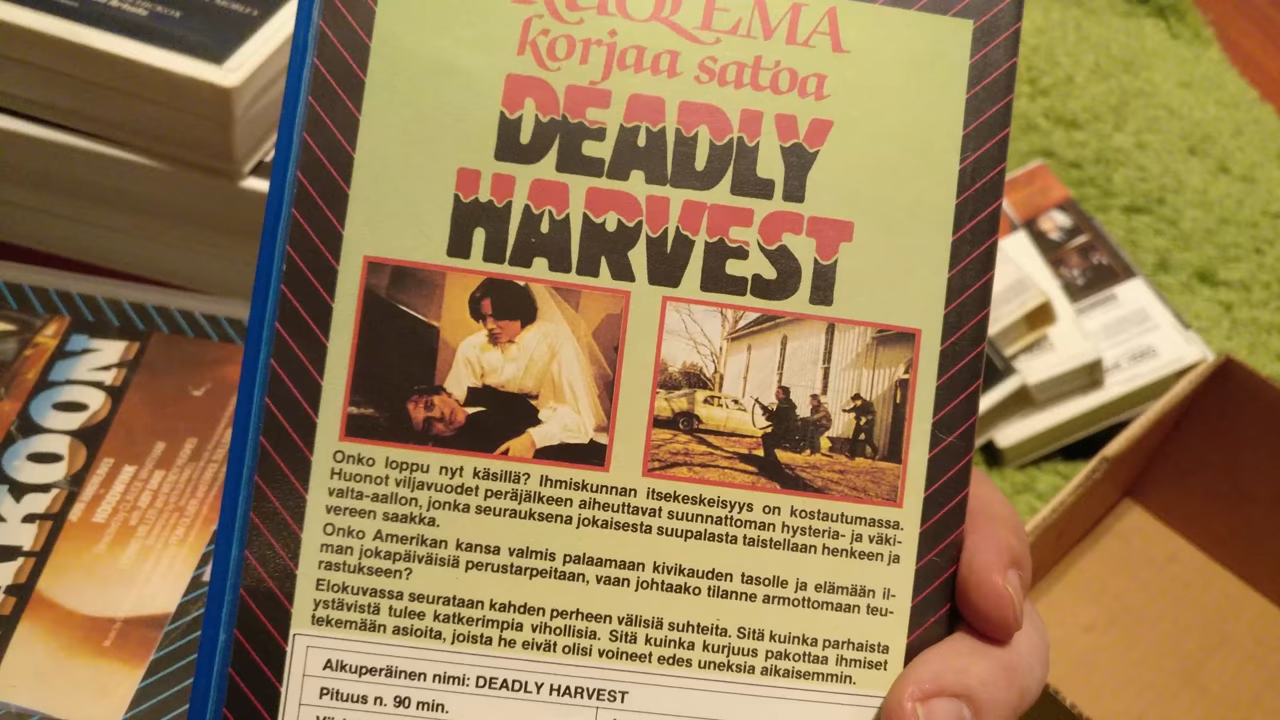 KUOLEMA
korjaa satoa
DEADLY
HARVEST
Onko loppu nyt käsillä? Ihmiskunnan itsekeskeisyys on kostautumassa.
Huonot viljavuodet peräjälkeen aiheuttavat suunnattoman hysteria- ja väki-
valta-aallon, jonka seurauksena jokaisesta suupalasta taistellaan henkeen ja
vereen saakka.
Onko Amerikan kansa valmis palaamaan kivikauden tasolle ja elämään il-
man jokapäiväisiä perustarpeitaan, vaan johtaako tilanne armottomaan teu-
rastukseen?
Elokuvassa seurataan kahden perheen välisiä suhteita. Sitä kuinka parhaista
ystävistä tulee katkerimpia vihollisia. Sitä kuinka kurjuus pakottaa ihmiset
tekemään asioita, joista he eivät olisi voineet edes uneksia aikaisemmin.
Alkuperäinen nimi: DEADLY HARVEST
Pituus n. 90 min.
AKOON